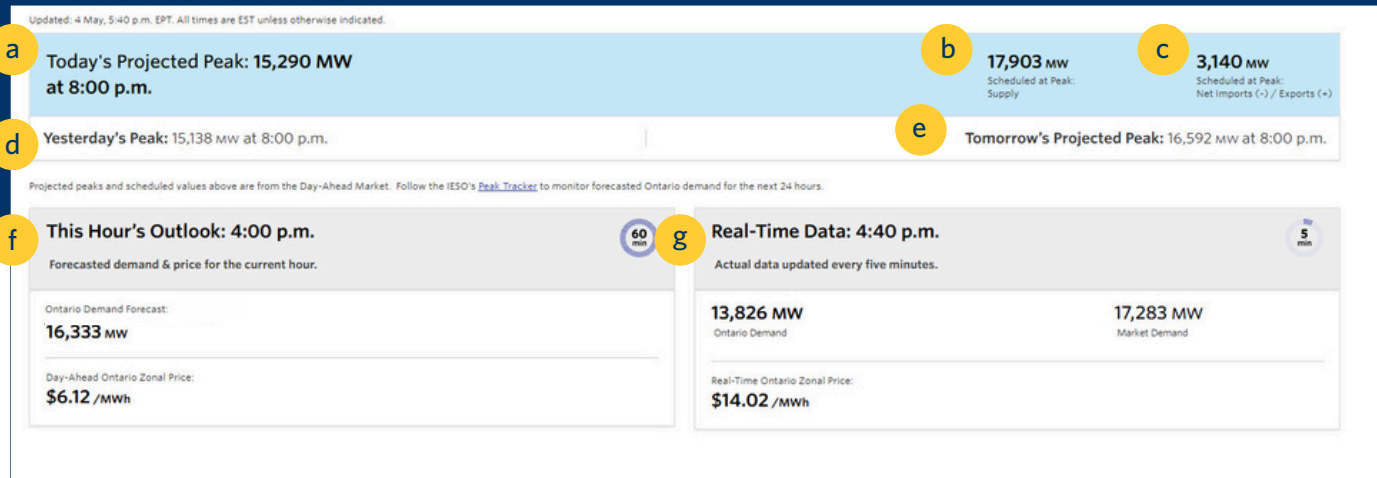 Updated: 4 May, 5:40 p.m. EPT. All times are EST unless otherwise indicated.
a
Today's Projected Peak: 15,290 MW
at 8:00 p.m.
b
17,903 MW
Scheduled at Peak:
Supply
c
3,140 MW
Scheduled at Peak:
Net Imports (-) / Exports (+)
d
Yesterday's Peak: 15,138 MW at 8:00 p.m.
e
Tomorrow's Projected Peak: 16,592 MW at 8:00 p.m.
Projected peaks and scheduled values above are from the Day-Ahead Market. Follow the IESO's Peak Tracker to monitor forecasted Ontario demand for the next 24 hours.
f
This Hour's Outlook: 4:00 p.m.
60
min
Forecasted demand & price for the current hour.
Ontario Demand Forecast:
16,333 MW
Day-Ahead Ontario Zonal Price:
$6.12 /MWh
g
Real-Time Data: 4:40 p.m.
5
min
Actual data updated every five minutes.
13,826 MW
Ontario Demand
17,283 MW
Market Demand
Real-Time Ontario Zonal Price:
$14.02 /MWh